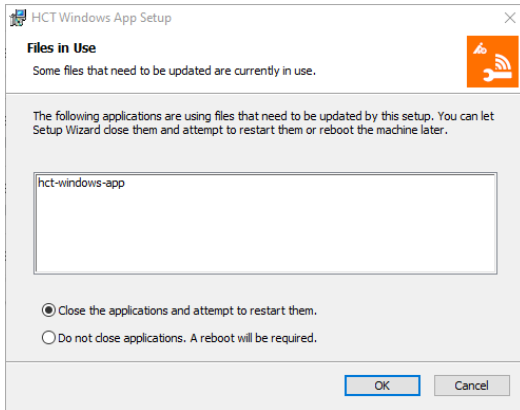 HCT Windows App Setup
Files in Use
Some files that need to be updated are currently in use.
The following applications are using files that need to be updated by this setup. You can let
Setup Wizard close them and attempt to restart them or reboot the machine later.
hct-windows-app
Close the applications and attempt to restart them.
Do not close applications. A reboot will be required.
OK
Cancel